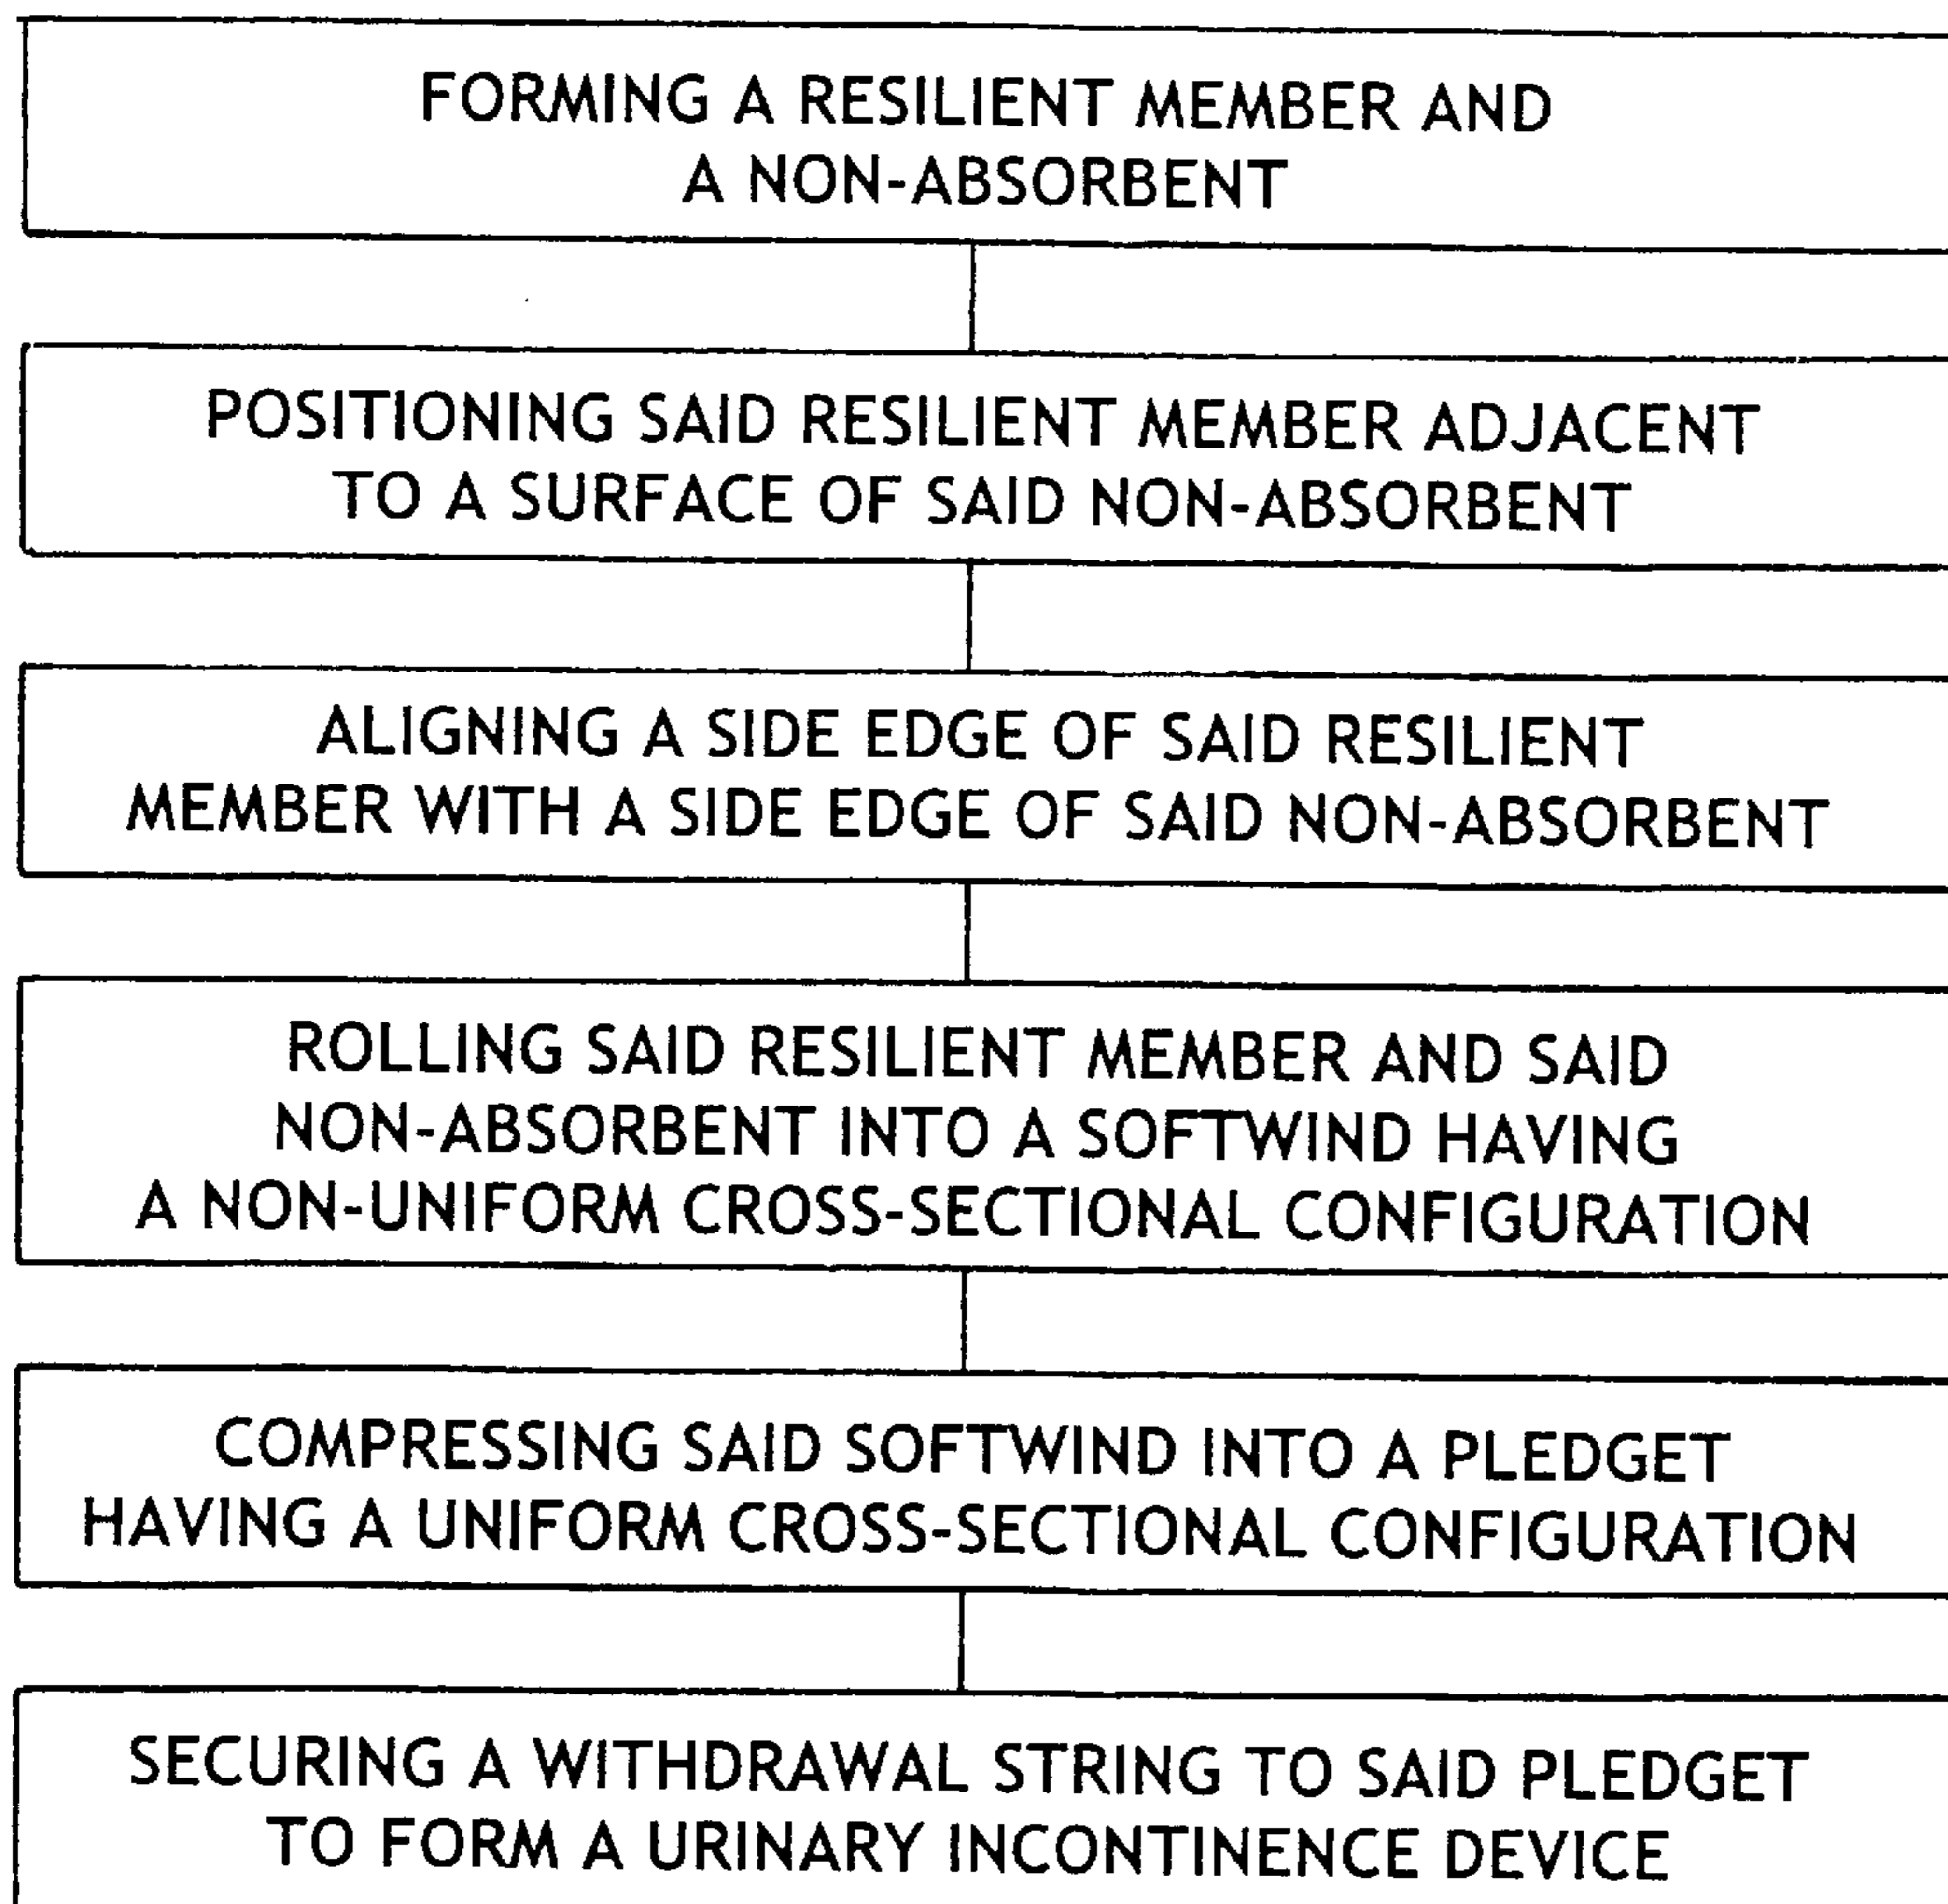 FORMING A RESILIENT MEMBER AND
A NON-ABSORBENT
POSITIONING SAID RESILIENT MEMBER ADJACENT
TO A SURFACE OF SAID NON-ABSORBENT
ALIGNING A SIDE EDGE OF SAID RESILIENT
MEMBER WITH A SIDE EDGE OF SAID NON-ABSORBENT
ROLLING SAID RESILIENT MEMBER AND SAID
NON-ABSORBENT INTO A SOFTWIND HAVING
A NON-UNIFORM CROSS-SECTIONAL CONFIGURATION
COMPRESSING SAID SOFTWIND INTO A PLEDGET
HAVING A UNIFORM CROSS-SECTIONAL CONFIGURATION
SECURING A WITHDRAWAL STRING TO SAID PLEDGET
TO FORM A URINARY INCONTINENCE DEVICE